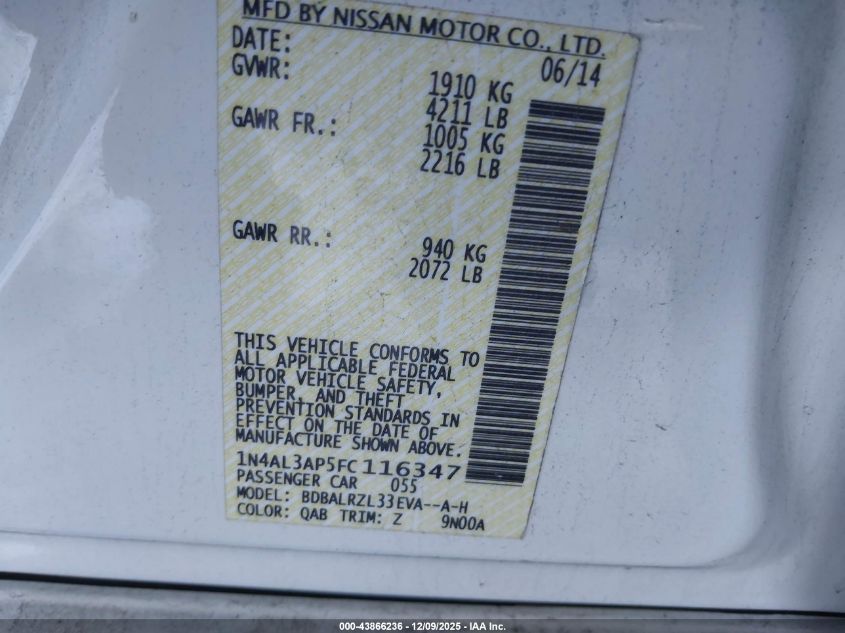 MFD BY NISSAN MOTOR CO., LTD.
DATE: 06/14
GVWR: 1910 KG
4211 LB
GAWR FR.: 1005 KG
2216 LB
GAWR RR.: 940 KG
2072 LB
THIS VEHICLE CONFORMS TO
ALL APPLICABLE FEDERAL
MOTOR VEHICLE SAFETY,
BUMPER, AND THEFT
PREVENTION STANDARDS IN
EFFECT ON THE DATE OF
MANUFACTURE SHOWN ABOVE.
1N4AL3AP5FC116347
PASSENGER CAR 055
MODEL: BDBALRZL33EVA--A-H
COLOR: QAB TRIM: Z 9N00A
000-43866236 - 12/09/2025 - IAA Inc.